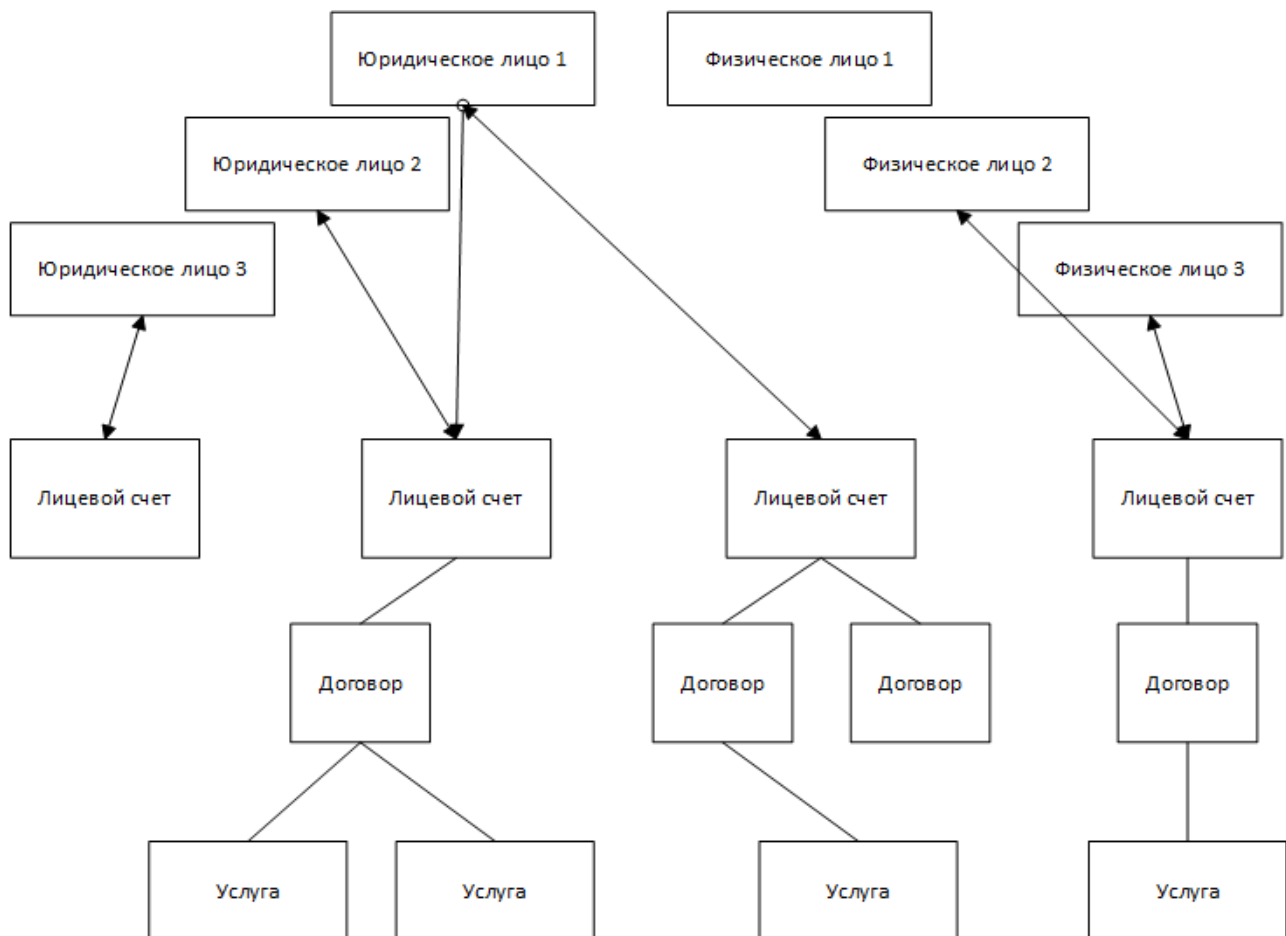 Юридическое лицо 1
Физическое лицо 1
Юридическое лицо 2
Физическое лицо 2
Юридическое лицо 3
Физическое лицо 3
Лицевой счет
Лицевой счет
Лицевой счет
Лицевой счет
Договор
Договор
Договор
Договор
Услуга
Услуга
Услуга
Услуга